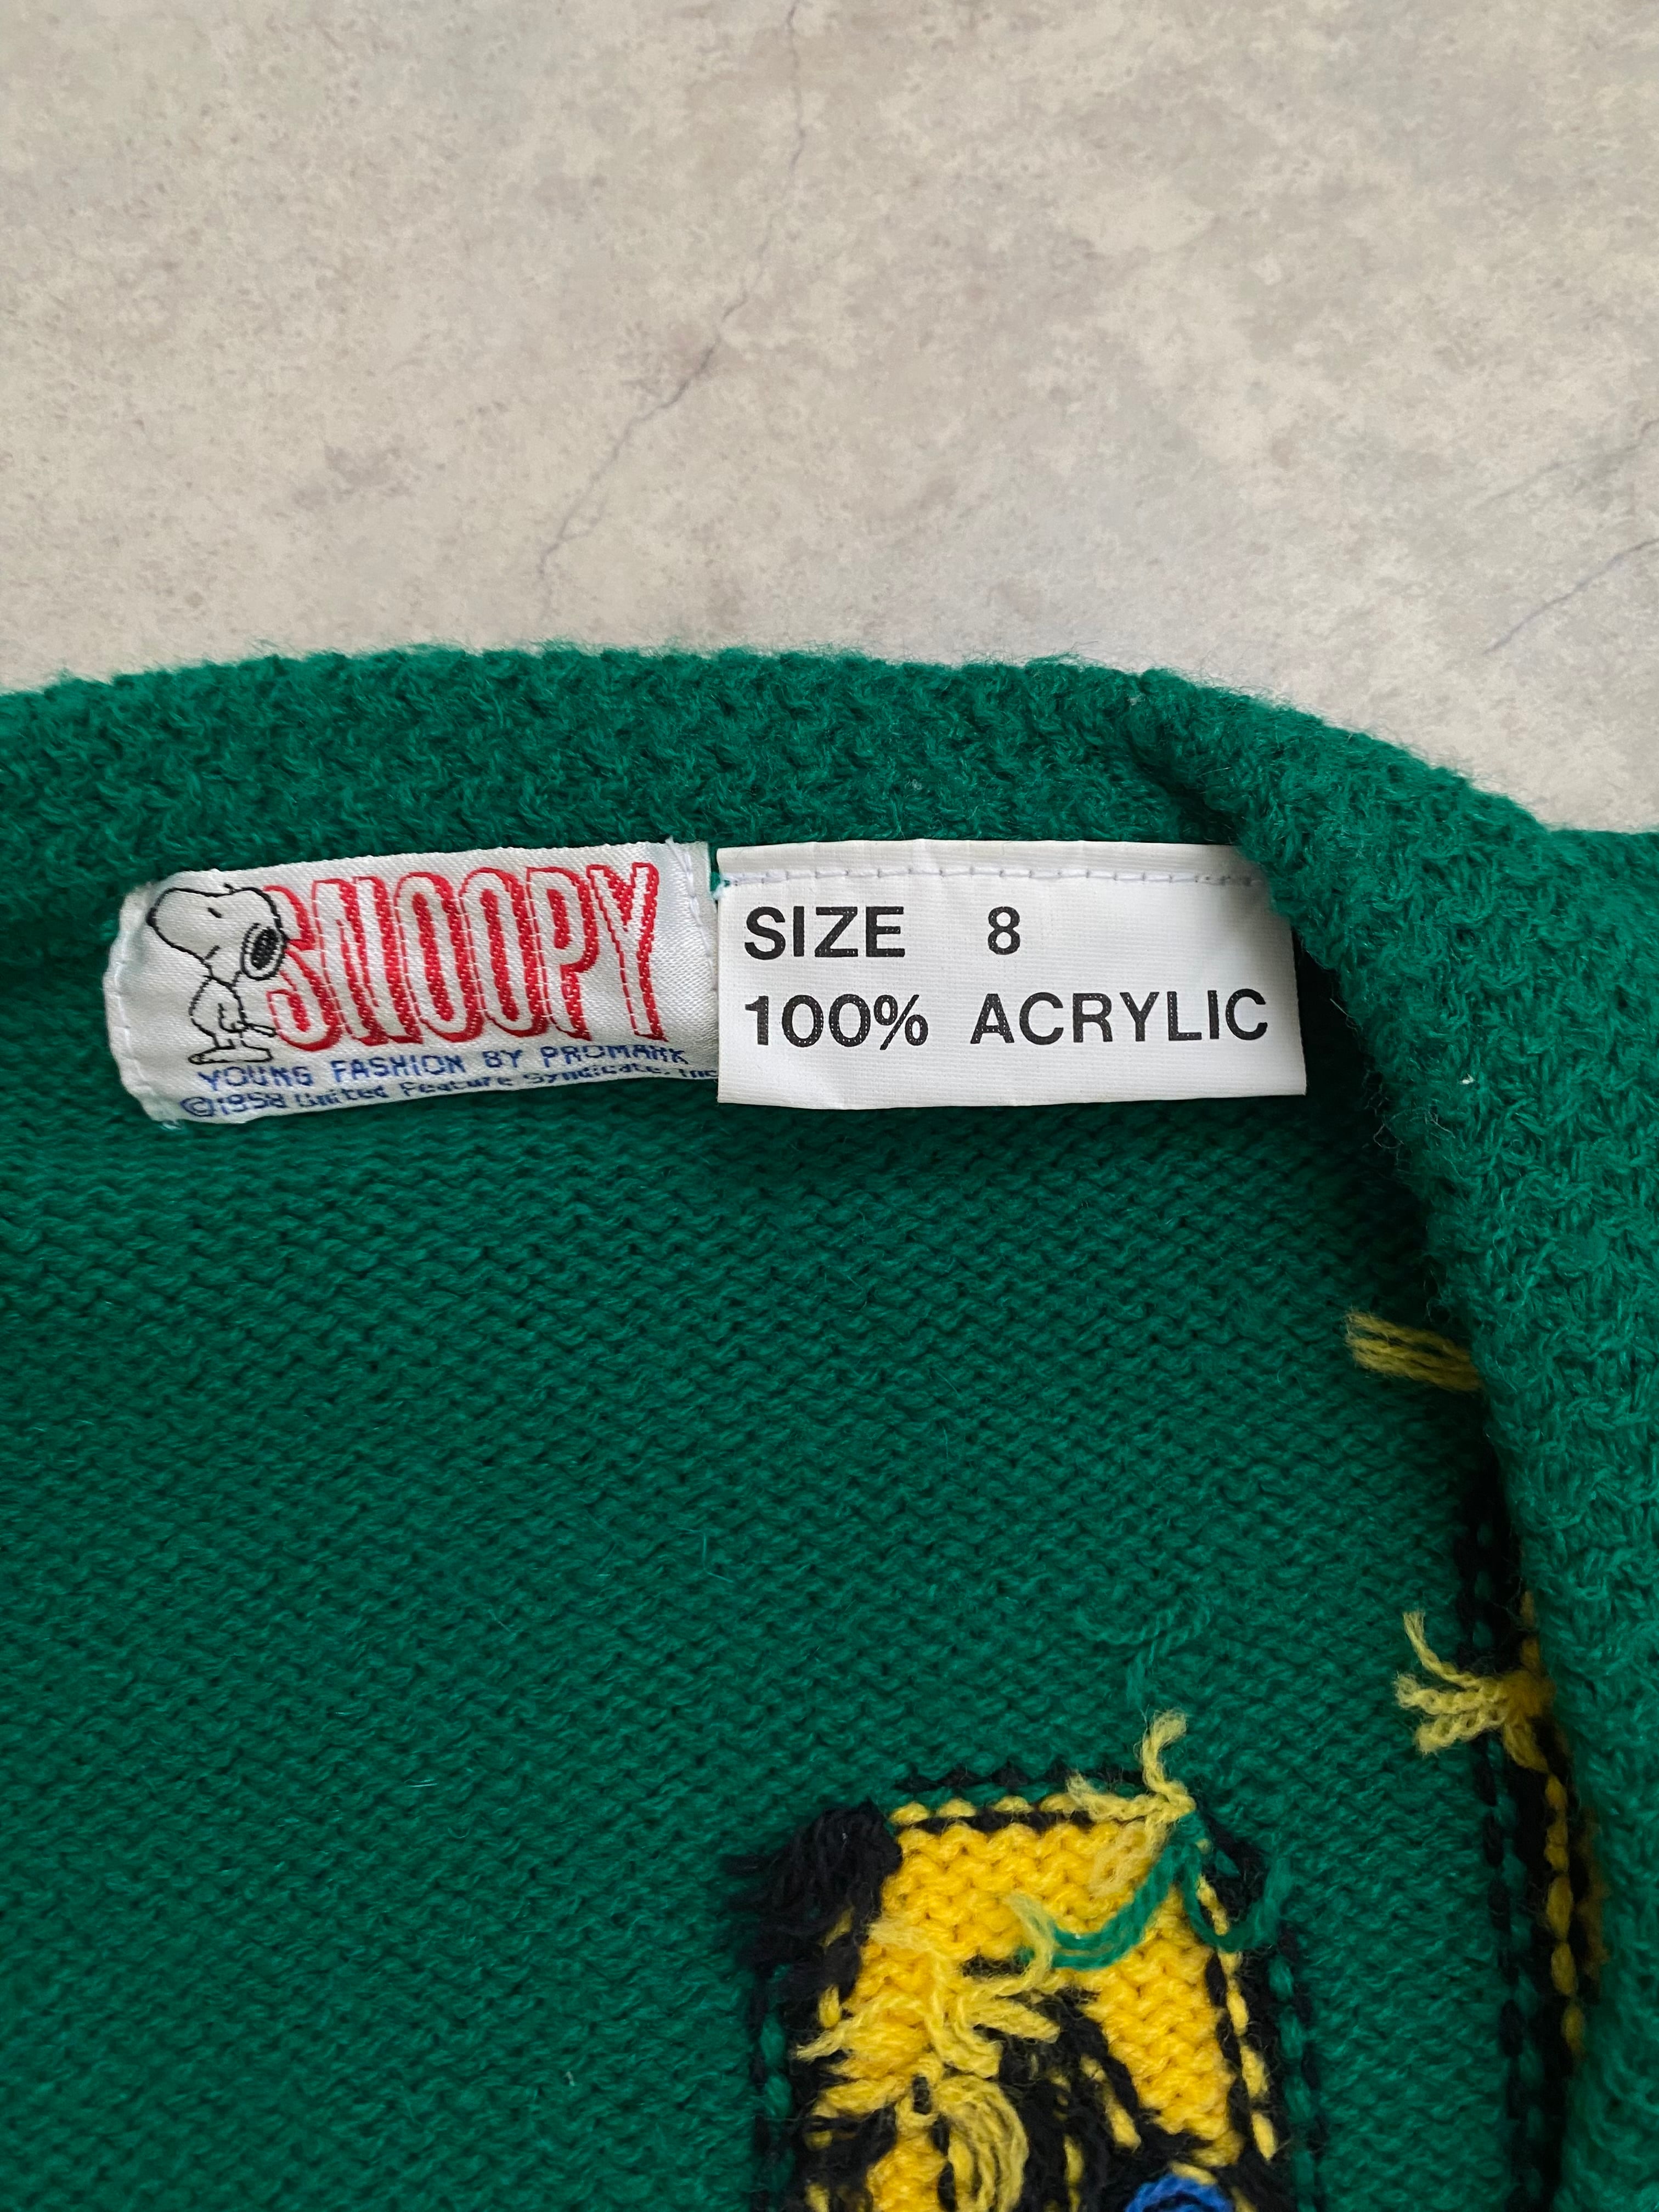 SNOOPY
YOUNG FASHION BY PROMARK
©1958 United Feature Syndicate, Inc
SIZE 8
100% ACRYLIC